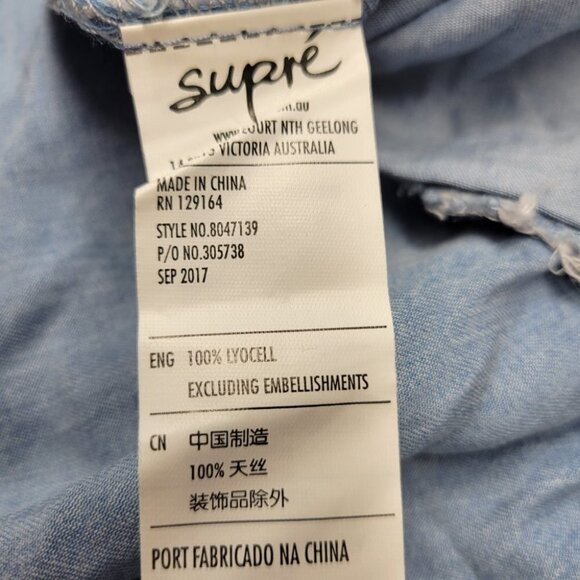 supré
COURT NTH GEELONG
VICTORIA AUSTRALIA
MADE IN CHINA
RN 129164
STYLE NO.8047139
P/O NO.305738
SEP 2017
ENG 100% LYOCELL
EXCLUDING EMBELLISHMENTS
CN 中国制造
100% 天丝
装饰品除外
PORT FABRICADO NA CHINA